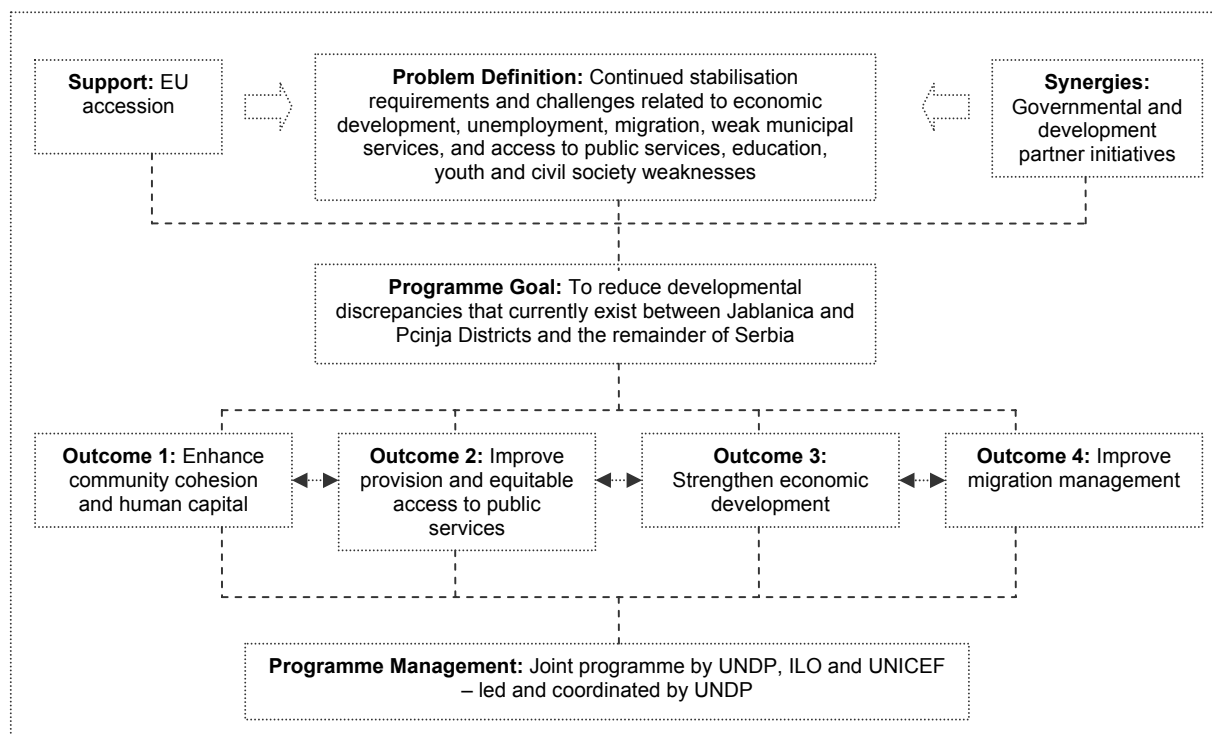 Support: EU
accession
Problem Definition: Continued stabilisation
requirements and challenges related to economic
development, unemployment, migration, weak municipal
services, and access to public services, education,
youth and civil society weaknesses
Synergies:
Governmental and
development
partner initiatives
Programme Goal: To reduce developmental
discrepancies that currently exist between Jablanica and
Pcinja Districts and the remainder of Serbia
Outcome 1: Enhance
community cohesion
and human capital
Outcome 2: Improve
provision and equitable
access to public
services
Outcome 3:
Strengthen economic
development
Outcome 4: Improve
migration management
Programme Management: Joint programme by UNDP, ILO and UNICEF
– led and coordinated by UNDP